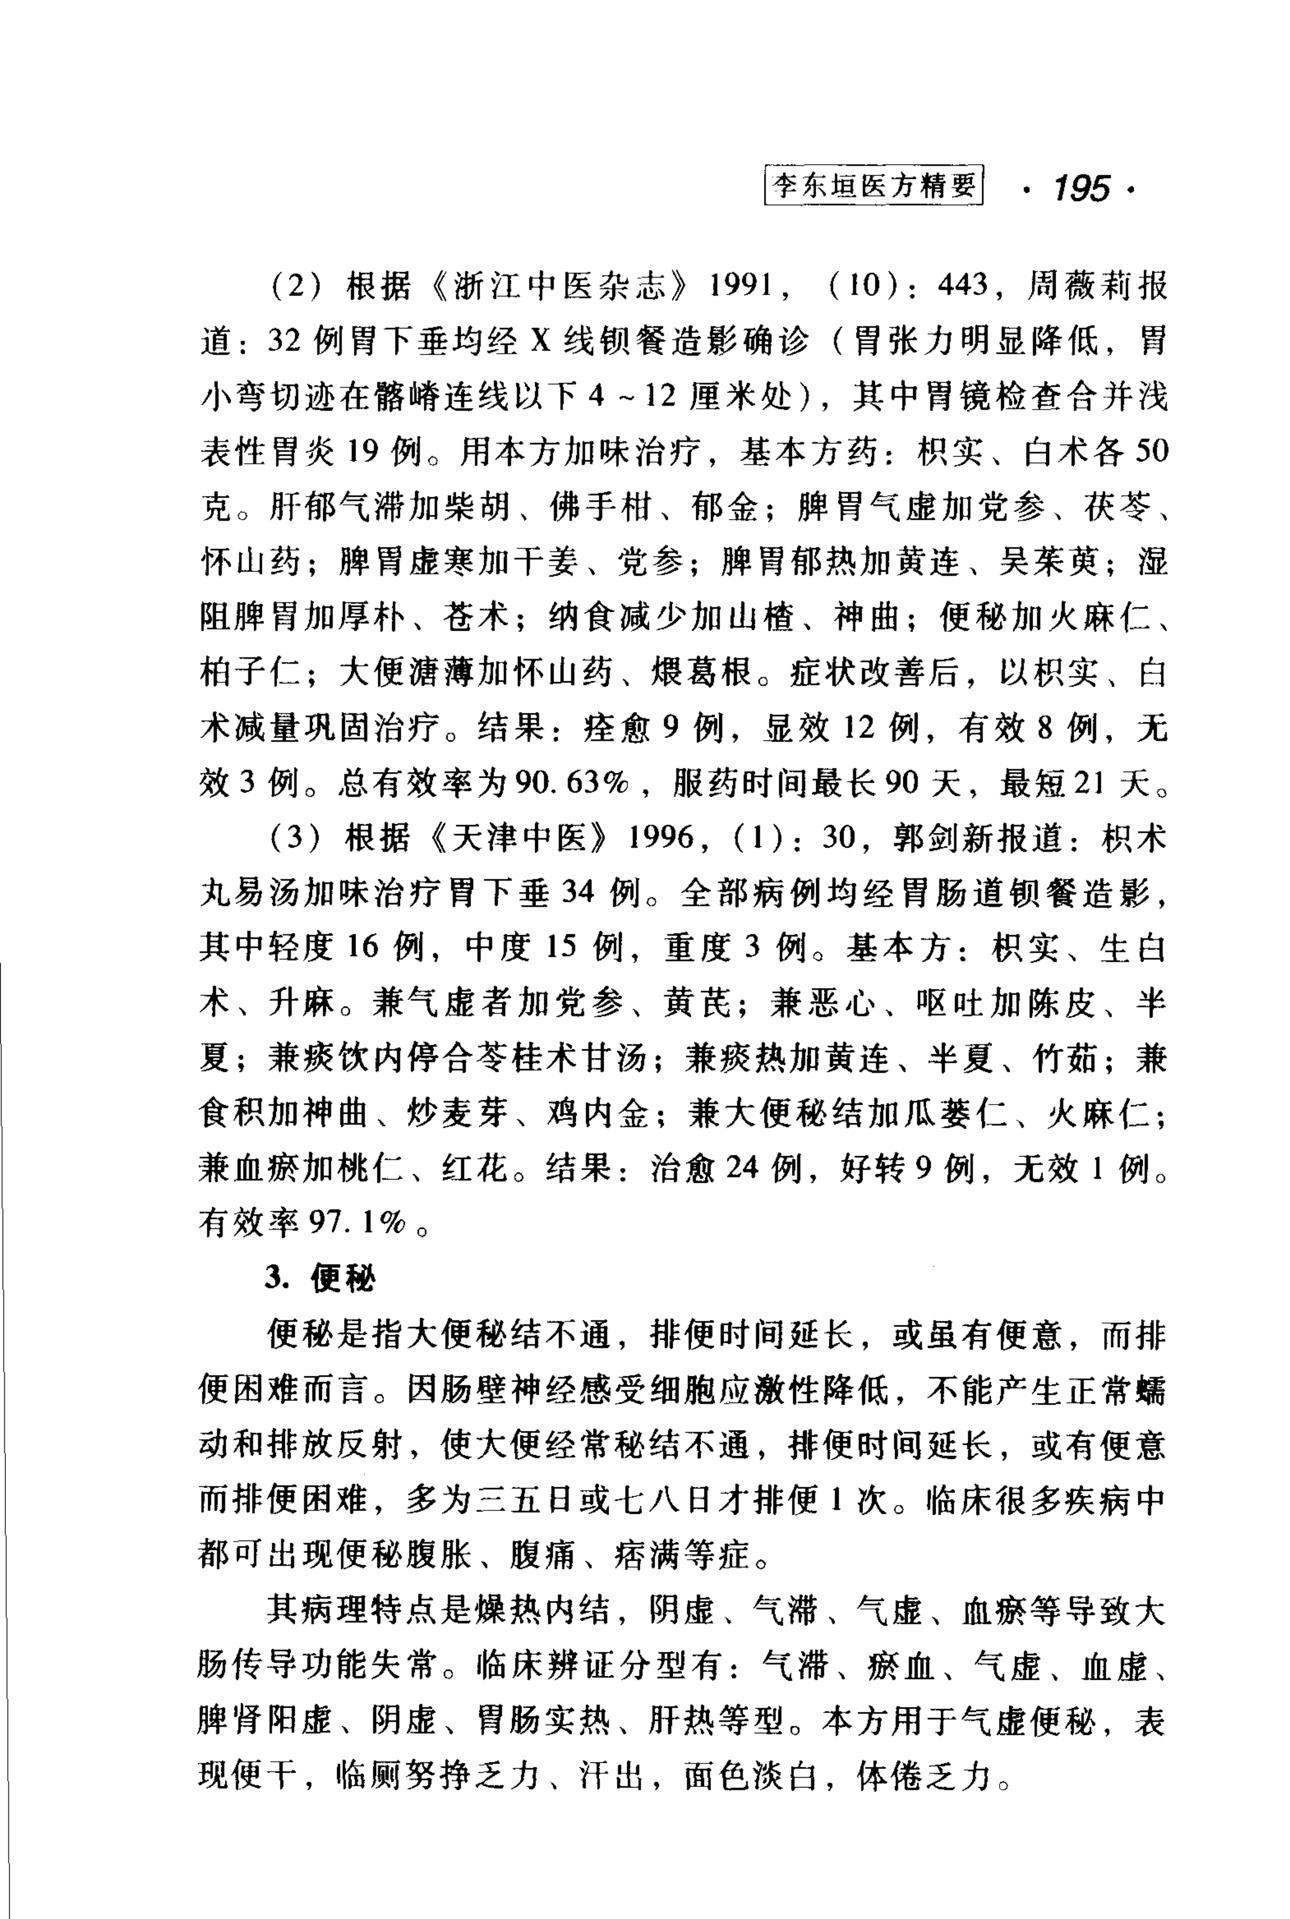 李东垣医方精要 · 195 ·
(2) 根据《浙江中医杂志》1991，(10)：443，周薇莉报
道：32 例胃下垂均经 X 线钡餐造影确诊（胃张力明显降低，胃
小弯切迹在髂嵴连线以下 4 ~ 12 厘米处)，其中胃镜检查合并浅
表性胃炎 19 例。用本方加味治疗，基本方药：枳实、白术各 50
克。肝郁气滞加柴胡、佛手柑、郁金；脾胃气虚加党参、茯苓、
怀山药；脾胃虚寒加干姜、党参；脾胃郁热加黄连、吴茱萸；湿
阻脾胃加厚朴、苍术；纳食减少加山楂、神曲；便秘加火麻仁、
柏子仁；大便溏薄加怀山药、煨葛根。症状改善后，以枳实、白
术减量巩固治疗。结果：痊愈 9 例，显效 12 例，有效 8 例，无
效 3 例。总有效率为 90.63%，服药时间最长 90 天，最短 21 天。
(3) 根据《天津中医》1996，(1)：30，郭剑新报道：枳术
丸易汤加味治疗胃下垂 34 例。全部病例均经胃肠道钡餐造影，
其中轻度 16 例，中度 15 例，重度 3 例。基本方：枳实、生白
术、升麻。兼气虚者加党参、黄芪；兼恶心、呕吐加陈皮、半
夏；兼痰饮内停合苓桂术甘汤；兼痰热加黄连、半夏、竹茹；兼
食积加神曲、炒麦芽、鸡内金；兼大便秘结加瓜蒌仁、火麻仁；
兼血瘀加桃仁、红花。结果：治愈 24 例，好转 9 例，无效 1 例。
有效率 97.1%。
3. 便秘
便秘是指大便秘结不通，排便时间延长，或虽有便意，而排
便困难而言。因肠壁神经感受细胞应激性降低，不能产生正常蠕
动和排放反射，使大便经常秘结不通，排便时间延长，或有便意
而排便困难，多为三五日或七八日才排便 1 次。临床很多疾病中
都可出现便秘腹胀、腹痛、痞满等症。
其病理特点是燥热内结，阴虚、气滞、气虚、血瘀等导致大
肠传导功能失常。临床辨证分型有：气滞、瘀血、气虚、血虚、
脾肾阳虚、阴虚、胃肠实热、肝热等型。本方用于气虚便秘，表
现便干，临厕努挣乏力、汗出，面色淡白，体倦乏力。